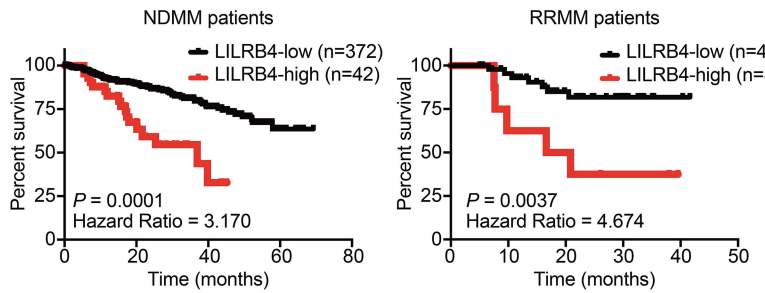 NDMM patients
LILRB4-low (n=372)
LILRB4-high (n=42)
Percent survival
100
75
50
25
0
P = 0.0001
Hazard Ratio = 3.170
0 20 40 60 80
Time (months)
RRMM patients
LILRB4-low (n=4
LILRB4-high (n=
Percent survival
100
75
50
25
0
P = 0.0037
Hazard Ratio = 4.674
0 10 20 30 40 50
Time (months)